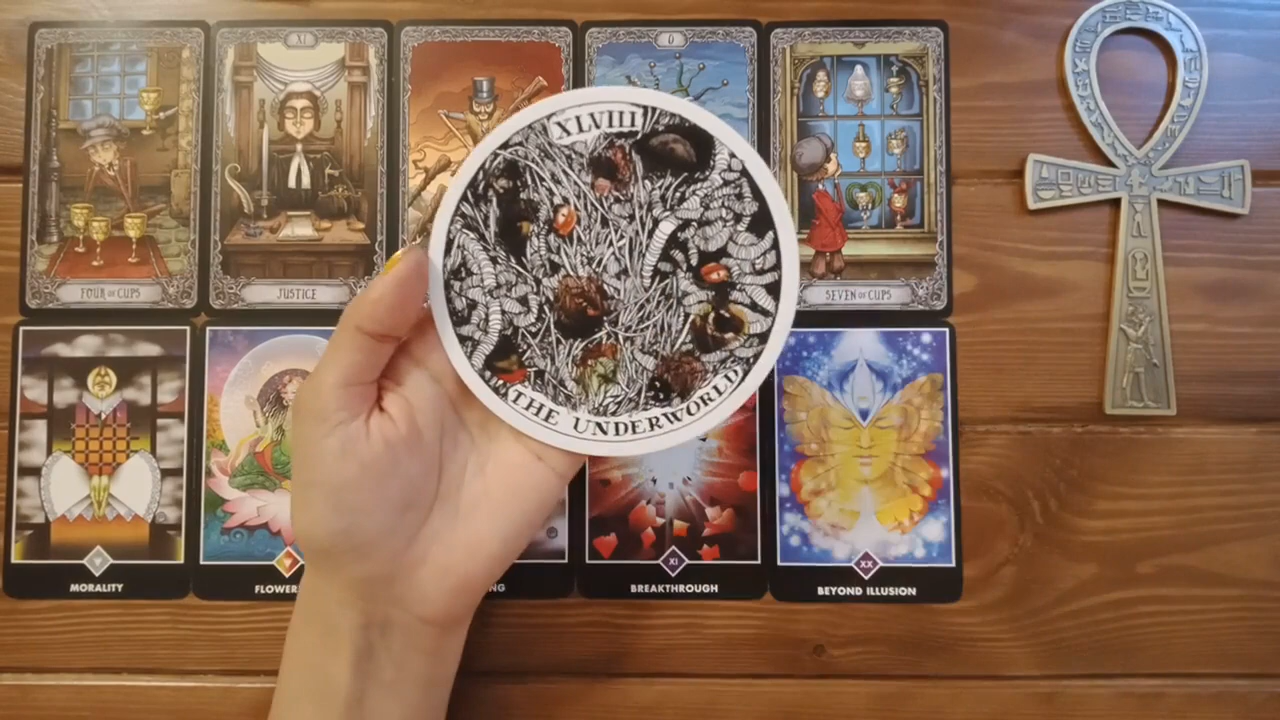 XI
0
FOUR OF CUPS
JUSTICE
SEVEN OF CUPS
XLVIII
THE UNDERWORLD
XI
XX
MORALITY
BREAKTHROUGH
BEYOND ILLUSION